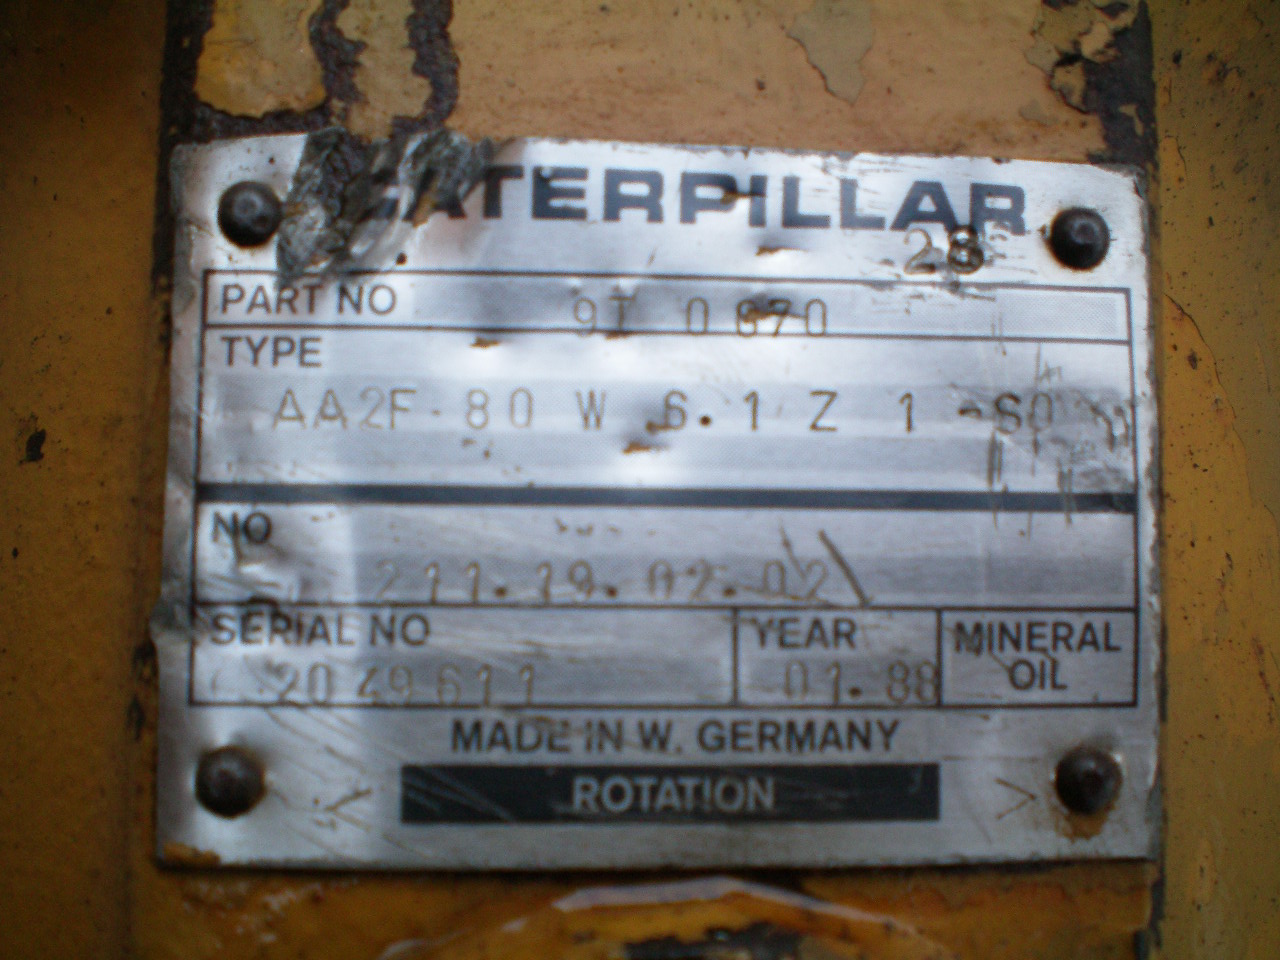 CATERPILLAR
28
PART NO 9T 0870
TYPE
AA2F-80 W 6.1 Z 1 -S0
NO
211.19.02.02
SERIAL NO YEAR MINERAL OIL
2049611 01.88
MADE IN W. GERMANY
ROTATION
< >